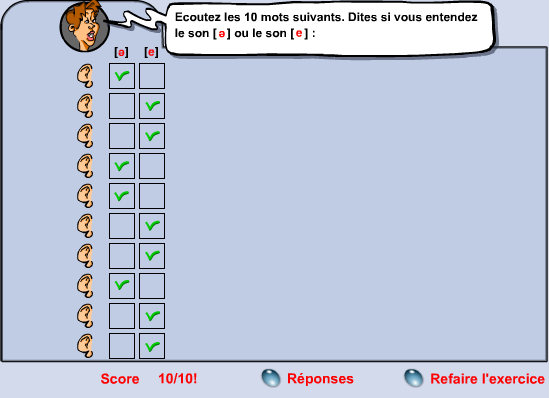 Ecoutez les 10 mots suivants. Dites si vous entendez
le son [ə] ou le son [e] :
[ə] [e]
Score 10/10! Réponses Refaire l'exercice